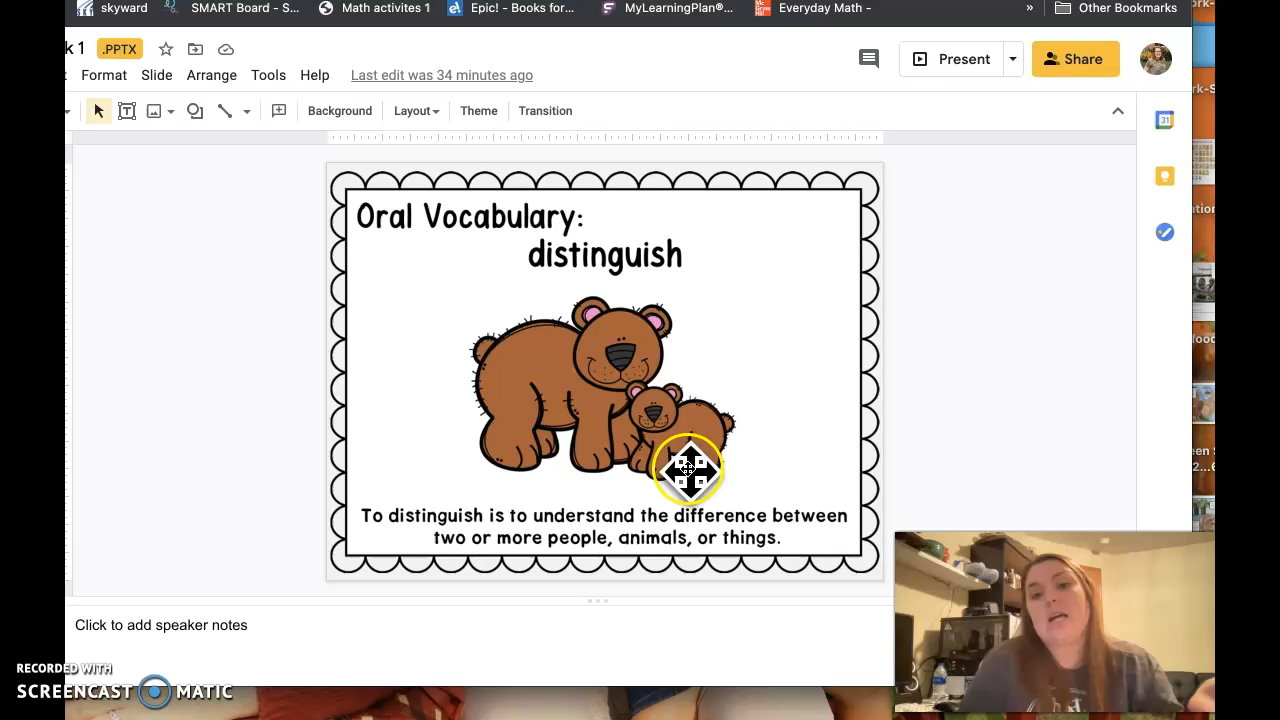 skyward SMART Board - S... Math activites 1 Epic! - Books for... MyLearningPlan®... Everyday Math - » Other Bookmarks
k 1 .PPTX
Format Slide Arrange Tools Help Last edit was 34 minutes ago
Present Share
Background Layout Theme Transition
31
Oral Vocabulary:
distinguish
To distinguish is to understand the difference between
two or more people, animals, or things.
Click to add speaker notes
RECORDED WITH
SCREENCAST MATIC